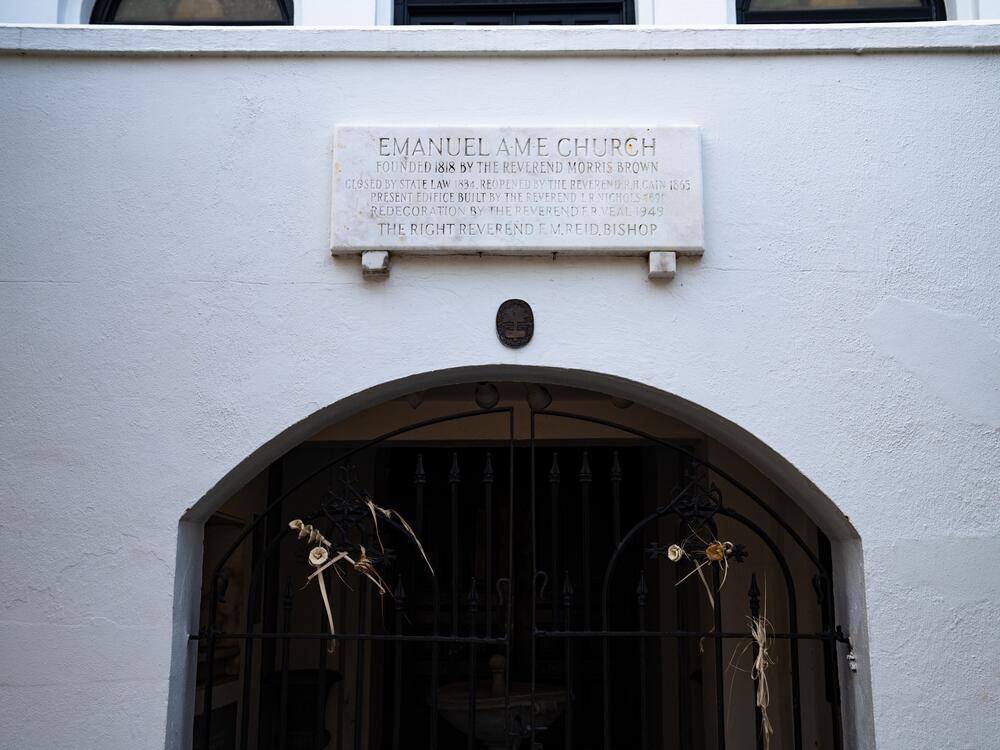 EMANUEL A·M·E CHURCH
FOUNDED 1818 BY THE REVEREND MORRIS BROWN
CLOSED BY STATE LAW 1834. REOPENED BY THE REVEREND R.H. CAIN 1865
PRESENT EDIFICE BUILT BY THE REVEREND L.R. NICHOLS 1891
REDECORATION BY THE REVEREND F.R. VEAL 1949
THE RIGHT REVEREND F.M. REID, BISHOP